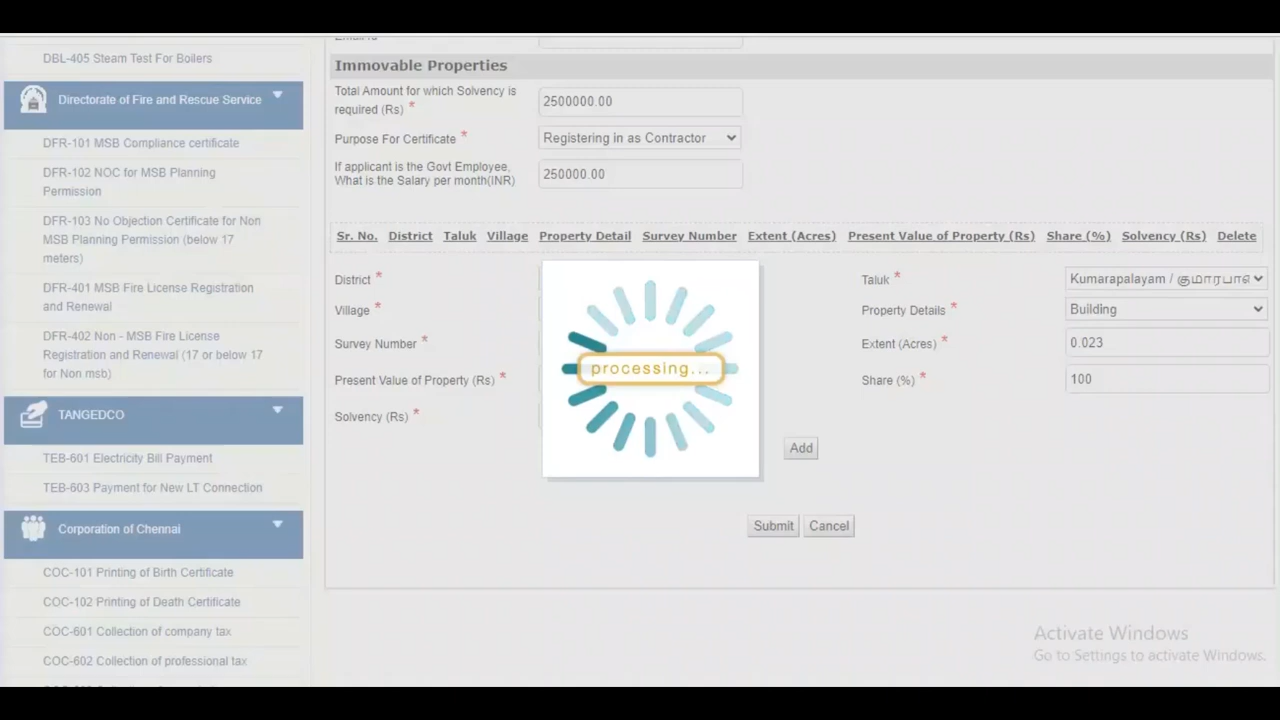 DBL-405 Steam Test For Boilers
Directorate of Fire and Rescue Service
DFR-101 MSB Compliance certificate
DFR-102 NOC for MSB Planning
Permission
DFR-103 No Objection Certificate for Non
MSB Planning Permission (below 17
meters)
DFR-401 MSB Fire License Registration
and Renewal
DFR-402 Non - MSB Fire License
Registration and Renewal (17 or below 17
for Non msb)
TANGEDCO
TEB-601 Electricity Bill Payment
TEB-603 Payment for New LT Connection
Corporation of Chennai
COC-101 Printing of Birth Certificate
COC-102 Printing of Death Certificate
COC-601 Collection of company tax
COC-602 Collection of professional tax
Immovable Properties
Total Amount for which Solvency is
required (Rs) *
2500000.00
Purpose For Certificate *
Registering in as Contractor
If applicant is the Govt Employee,
What is the Salary per month(INR)
250000.00
Sr. No. District Taluk Village Property Detail Survey Number Extent (Acres) Present Value of Property (Rs) Share (%) Solvency (Rs) Delete
District *
Taluk *
Kumarapalayam /
Village *
Property Details *
Building
Survey Number *
Extent (Acres) *
0.023
Present Value of Property (Rs) *
Share (%) *
100
Solvency (Rs) *
processing...
Add
Submit Cancel
Activate Windows
Go to Settings to activate Windows.